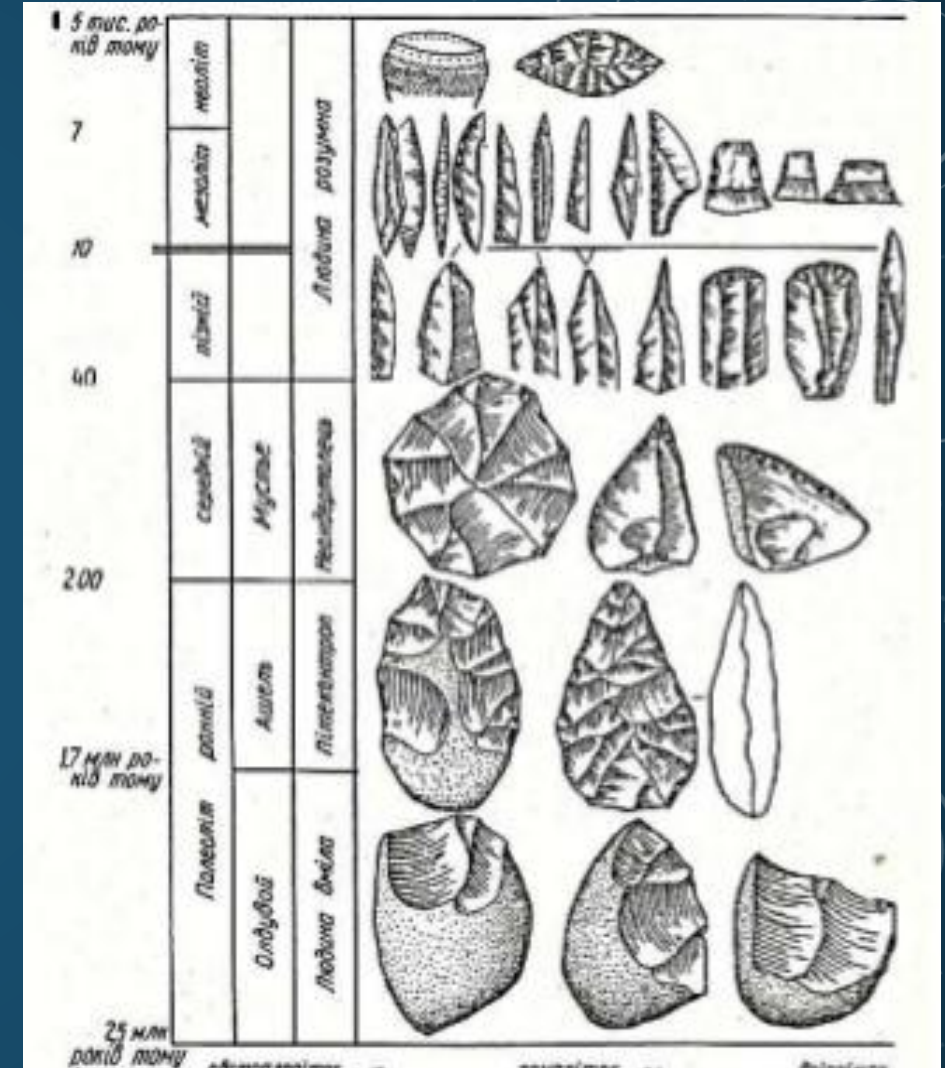 5 тис. ро-
ків тому
неоліт
7
мезоліт
Людина розумна
10
пізній
40
середній
Мустьє
Неандерталець
200
Палеоліт ранній
Ашель
Пітекантроп
1,7 млн ро-
ків тому
Олдувай
Людина вміла
2,5 млн
років тому